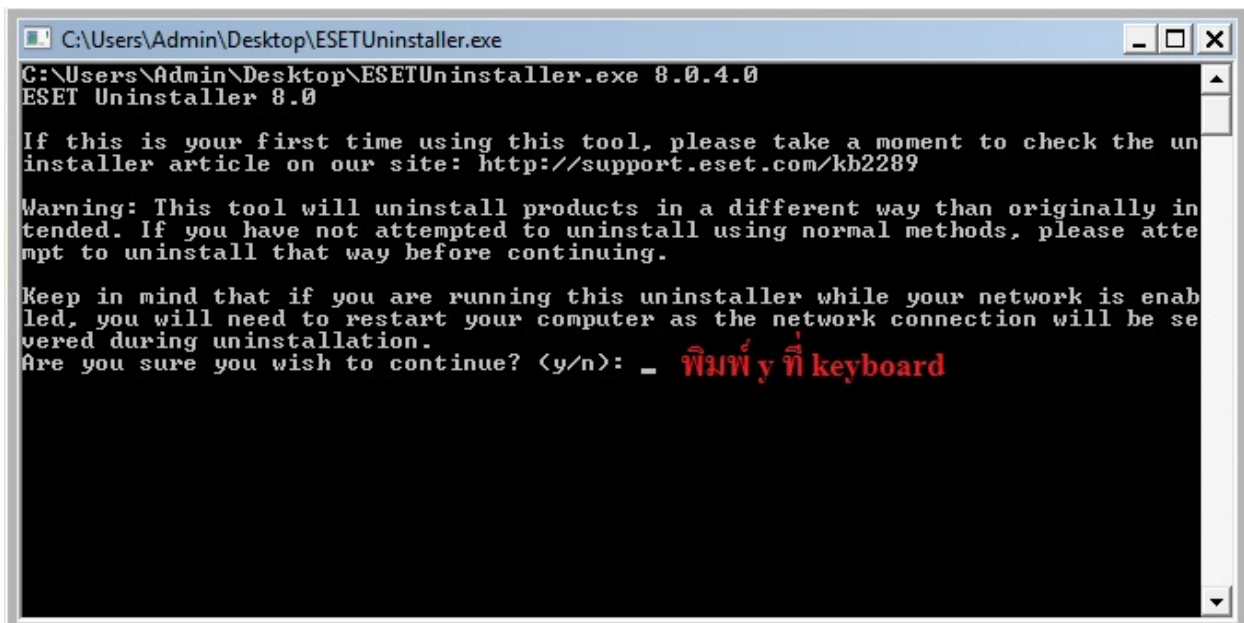 C:\Users\Admin\Desktop\ESETUninstaller.exe
C:\Users\Admin\Desktop\ESETUninstaller.exe 8.0.4.0
ESET Uninstaller 8.0
If this is your first time using this tool, please take a moment to check the un
installer article on our site: http://support.eset.com/kb2289
Warning: This tool will uninstall products in a different way than originally in
tended. If you have not attempted to uninstall using normal methods, please atte
mpt to uninstall that way before continuing.
Keep in mind that if you are running this uninstaller while your network is enab
led, you will need to restart your computer as the network connection will be se
vered during uninstallation.
Are you sure you wish to continue? (y/n): _ พิมพ์ y ที่ keyboard